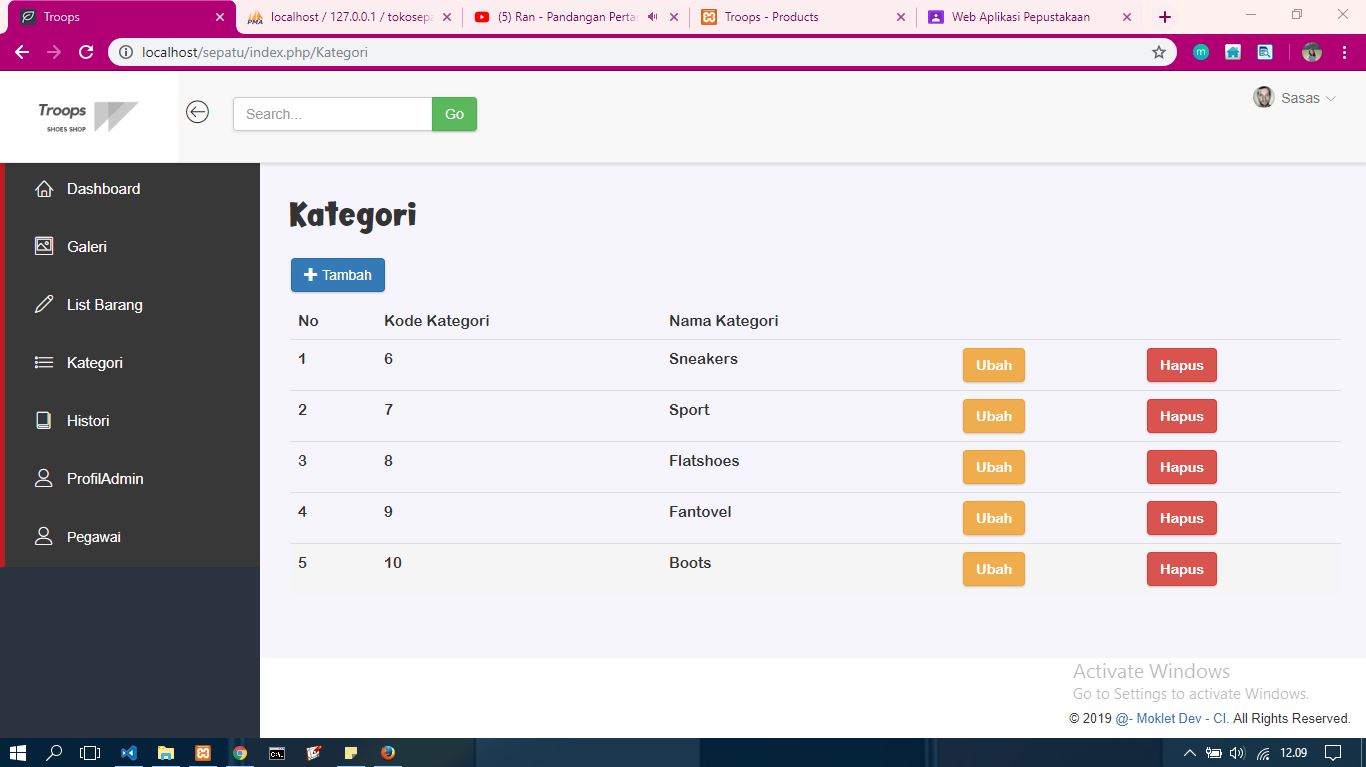 Troops
localhost / 127.0.0.1 / tokosepa
(5) Ran - Pandangan Pertar
Troops - Products
Web Aplikasi Pepustakaan
localhost/sepatu/index.php/Kategori
m
Troops
SHOES SHOP
Search...
Go
Sasas
Dashboard
Galeri
List Barang
Kategori
Histori
ProfilAdmin
Pegawai
Kategori
Tambah
No Kode Kategori Nama Kategori
1 6 Sneakers Ubah Hapus
2 7 Sport Ubah Hapus
3 8 Flatshoes Ubah Hapus
4 9 Fantovel Ubah Hapus
5 10 Boots Ubah Hapus
Activate Windows
Go to Settings to activate Windows.
© 2019 @- Moklet Dev - CI. All Rights Reserved.
12.09